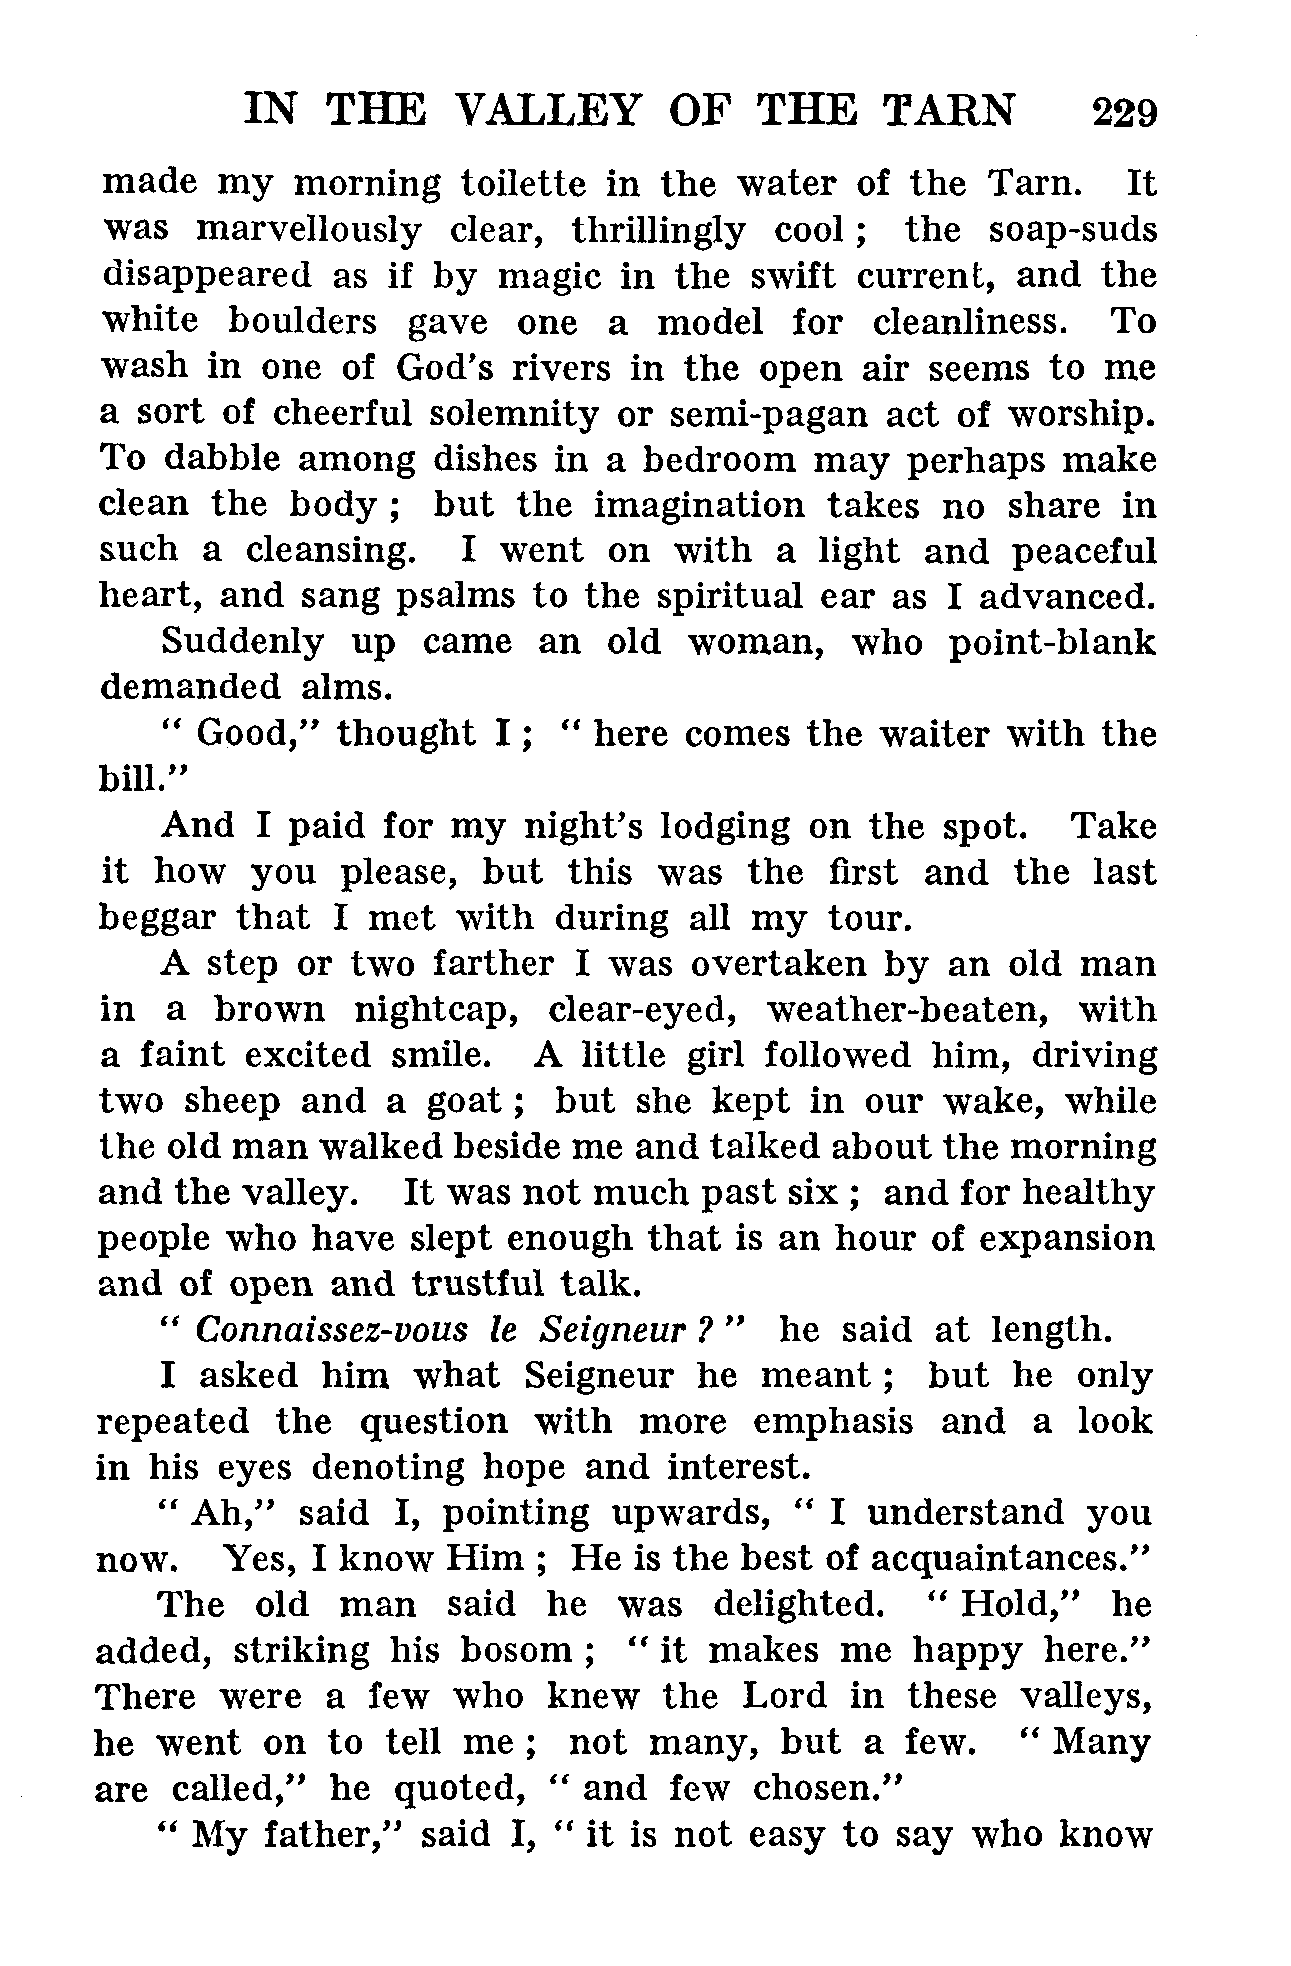 IN THE VALLEY OF THE TARN 229
made my morning toilette in the water of the Tarn. It
was marvellously clear, thrillingly cool ; the soap-suds
disappeared as if by magic in the swift current, and the
white boulders gave one a model for cleanliness. To
wash in one of God's rivers in the open air seems to me
a sort of cheerful solemnity or semi-pagan act of worship.
To dabble among dishes in a bedroom may perhaps make
clean the body ; but the imagination takes no share in
such a cleansing. I went on with a light and peaceful
heart, and sang psalms to the spiritual ear as I advanced.
Suddenly up came an old woman, who point-blank
demanded alms.
" Good," thought I ; " here comes the waiter with the
bill."
And I paid for my night's lodging on the spot. Take
it how you please, but this was the first and the last
beggar that I met with during all my tour.
A step or two farther I was overtaken by an old man
in a brown nightcap, clear-eyed, weather-beaten, with
a faint excited smile. A little girl followed him, driving
two sheep and a goat ; but she kept in our wake, while
the old man walked beside me and talked about the morning
and the valley. It was not much past six ; and for healthy
people who have slept enough that is an hour of expansion
and of open and trustful talk.
" Connaissez-vous le Seigneur ? " he said at length.
I asked him what Seigneur he meant ; but he only
repeated the question with more emphasis and a look
in his eyes denoting hope and interest.
" Ah," said I, pointing upwards, " I understand you
now. Yes, I know Him ; He is the best of acquaintances."
The old man said he was delighted. " Hold," he
added, striking his bosom ; " it makes me happy here."
There were a few who knew the Lord in these valleys,
he went on to tell me ; not many, but a few. " Many
are called," he quoted, " and few chosen."
" My father," said I, " it is not easy to say who know